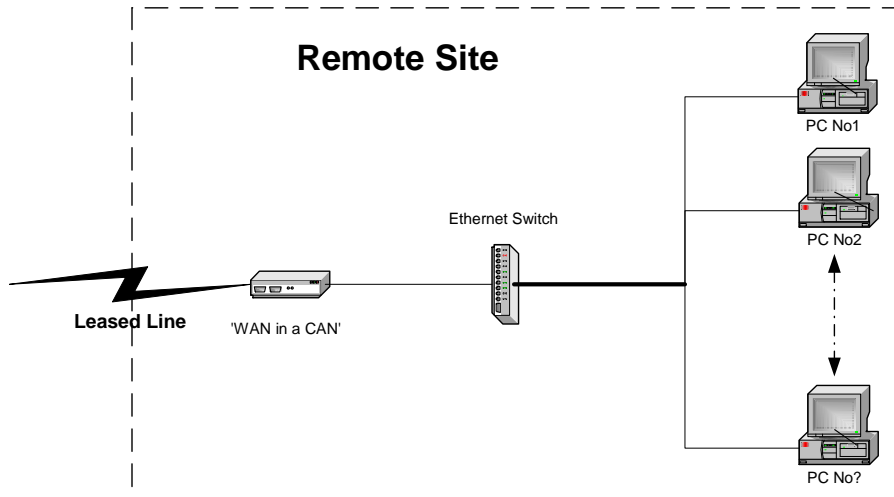 Remote Site
PC No1
Ethernet Switch
PC No2
Leased Line
'WAN in a CAN'
PC No?